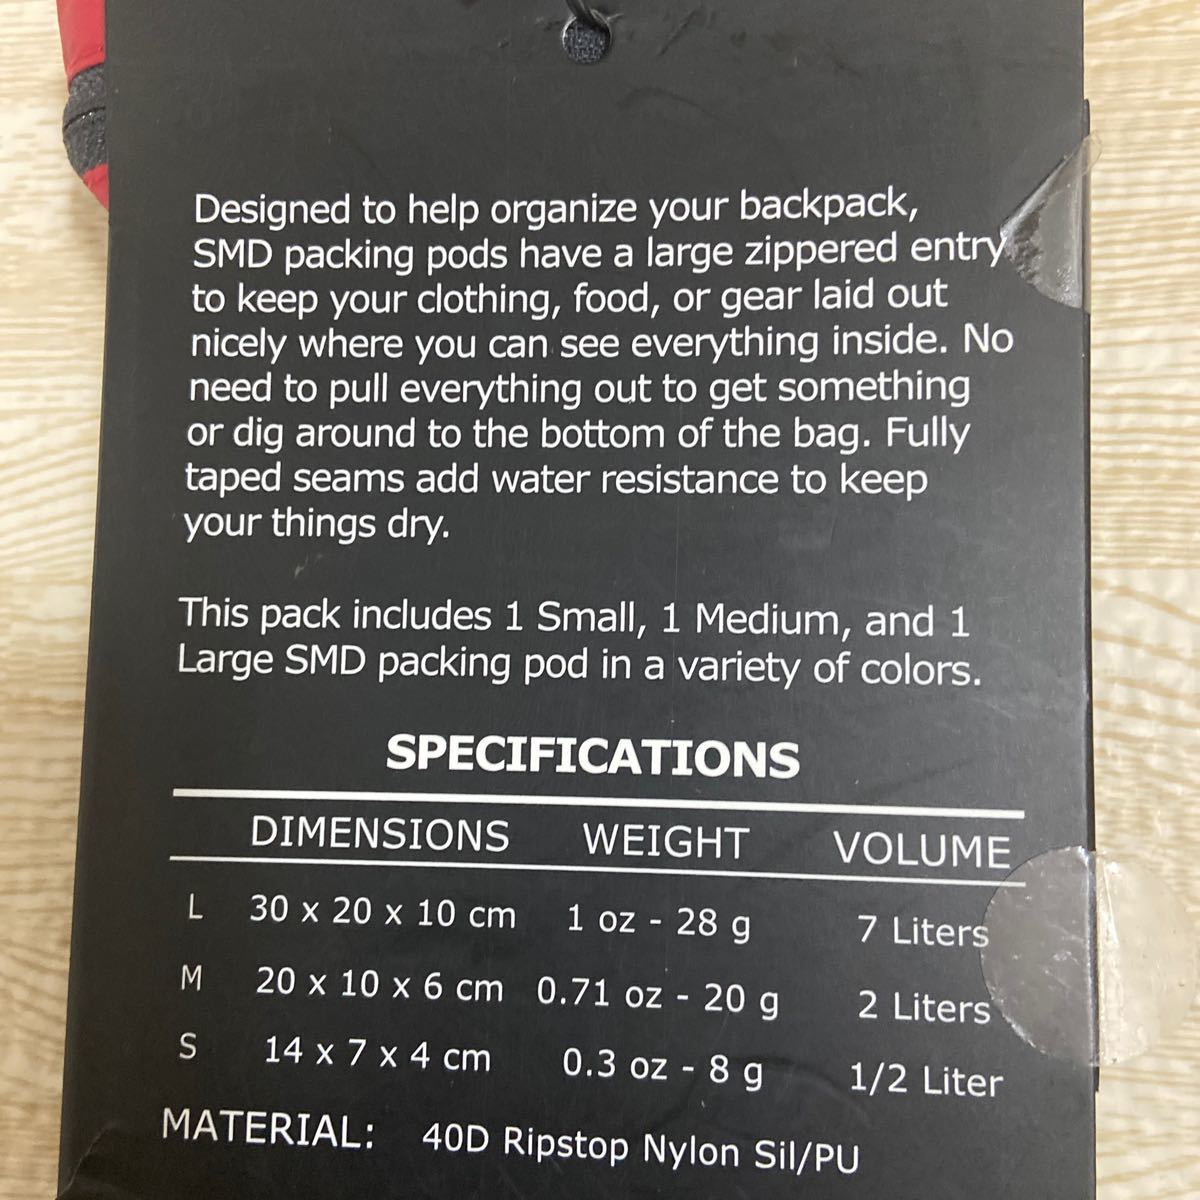 Designed to help organize your backpack,
SMD packing pods have a large zippered entry
to keep your clothing, food, or gear laid out
nicely where you can see everything inside. No
need to pull everything out to get something
or dig around to the bottom of the bag. Fully
taped seams add water resistance to keep
your things dry.
This pack includes 1 Small, 1 Medium, and 1
Large SMD packing pod in a variety of colors.
SPECIFICATIONS
DIMENSIONS WEIGHT VOLUME
L 30 x 20 x 10 cm 1 oz - 28 g 7 Liters
M 20 x 10 x 6 cm 0.71 oz - 20 g 2 Liters
S 14 x 7 x 4 cm 0.3 oz - 8 g 1/2 Liter
MATERIAL: 40D Ripstop Nylon Sil/PU